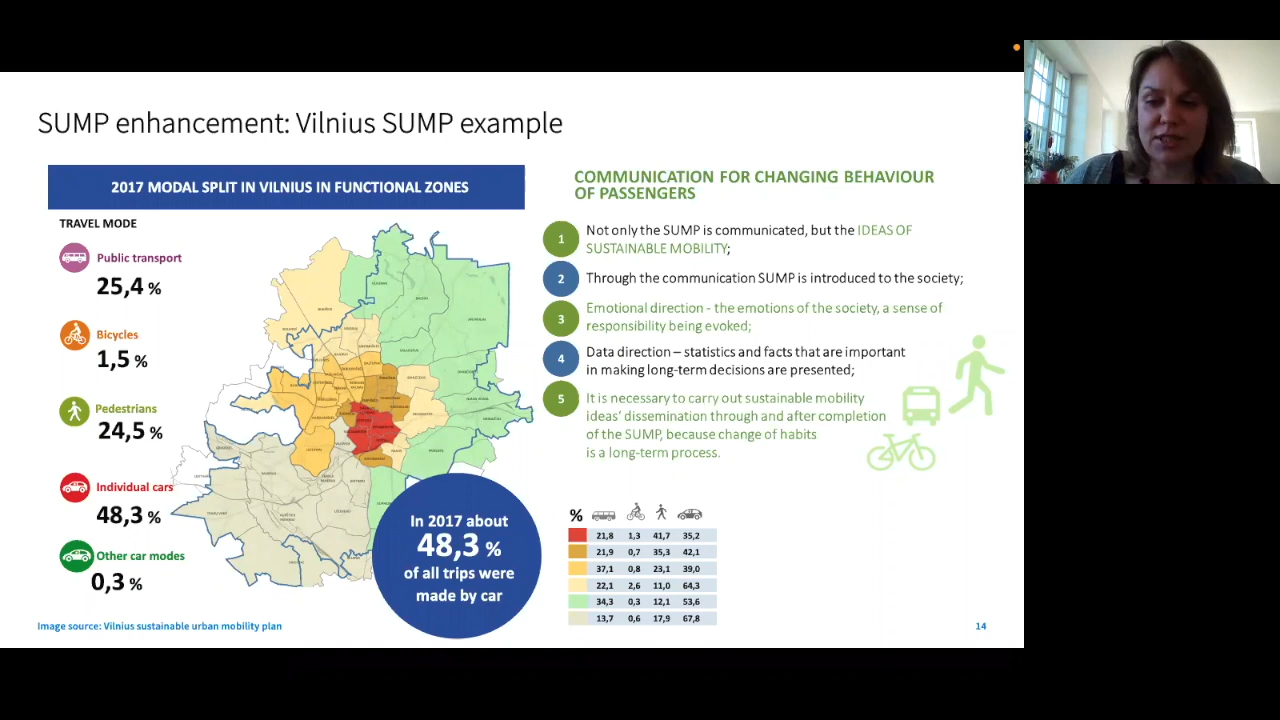 SUMP enhancement: Vilnius SUMP example
2017 MODAL SPLIT IN VILNIUS IN FUNCTIONAL ZONES
TRAVEL MODE
Public transport
25,4 %
Bicycles
1,5 %
Pedestrians
24,5 %
Individual cars
48,3 %
Other car modes
0,3 %
In 2017 about
48,3 %
of all trips were
made by car
Image source: Vilnius sustainable urban mobility plan
COMMUNICATION FOR CHANGING BEHAVIOUR
OF PASSENGERS
1 Not only the SUMP is communicated, but the IDEAS OF
SUSTAINABLE MOBILITY;
2 Through the communication SUMP is introduced to the society;
3 Emotional direction - the emotions of the society, a sense of
responsibility being evoked;
4 Data direction – statistics and facts that are important
in making long-term decisions are presented;
5 It is necessary to carry out sustainable mobility
ideas’ dissemination through and after completion
of the SUMP, because change of habits
is a long-term process.
%
21,8 1,3 41,7 35,2
21,9 0,7 35,3 42,1
37,1 0,8 23,1 39,0
22,1 2,6 11,0 64,3
34,3 0,3 12,1 53,6
13,7 0,6 17,9 67,8
14